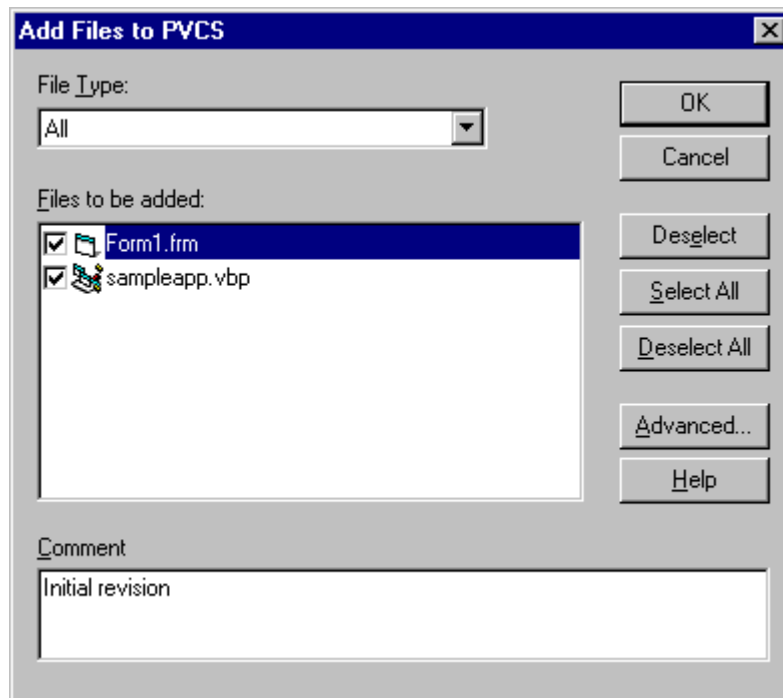 Add Files to PVCS
File Type:
All
OK
Cancel
Files to be added:
Form1.frm
sampleapp.vbp
Deselect
Select All
Deselect All
Advanced...
Help
Comment
Initial revision